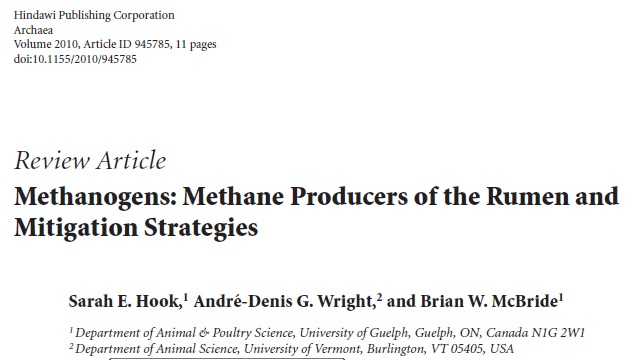 Hindawi Publishing Corporation
Archaea
Volume 2010, Article ID 945785, 11 pages
doi:10.1155/2010/945785
Review Article
Methanogens: Methane Producers of the Rumen and
Mitigation Strategies
Sarah E. Hook,¹ André-Denis G. Wright,² and Brian W. McBride¹
¹ Department of Animal & Poultry Science, University of Guelph, Guelph, ON, Canada N1G 2W1
² Department of Animal Science, University of Vermont, Burlington, VT 05405, USA